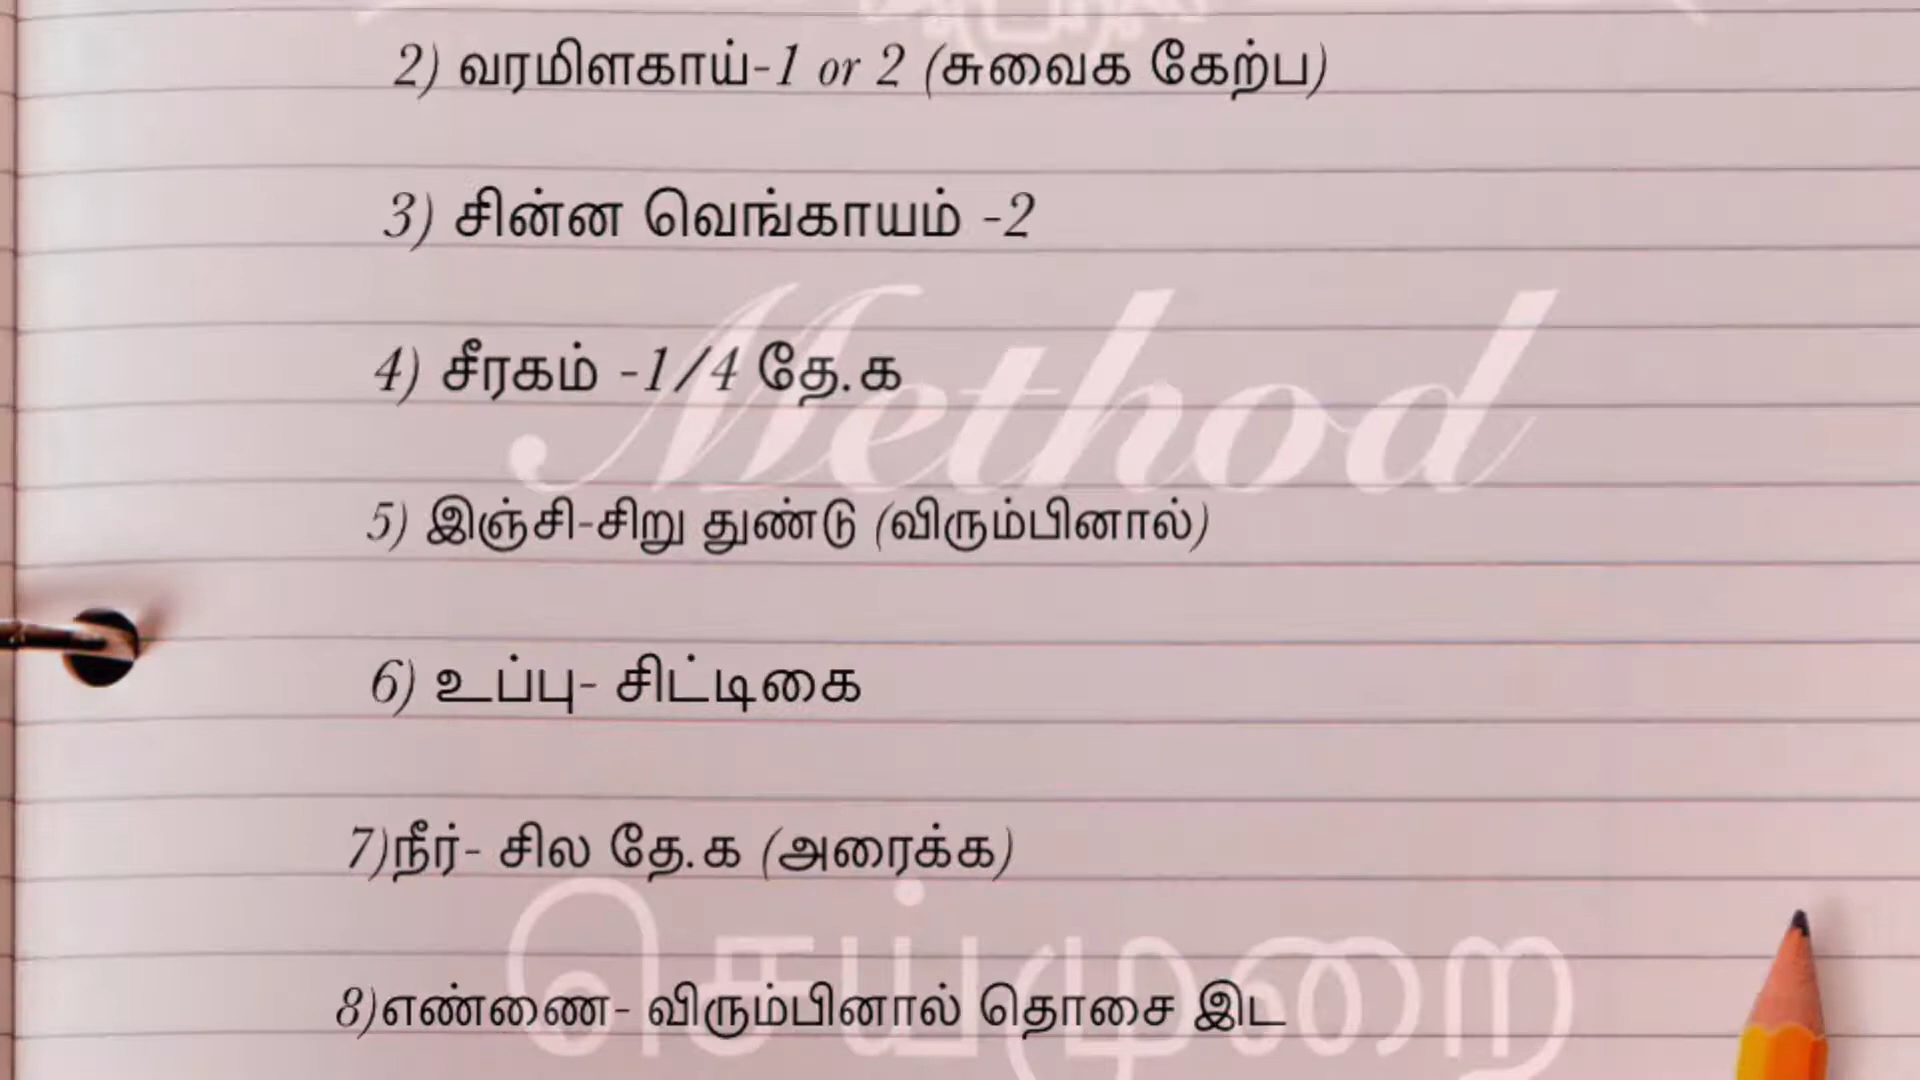 2) வரமிளகாய்-1 or 2 (சுவைக கேற்ப)
3) சின்ன வெங்காயம் -2
Method
4) சீரகம் -1/4 தே.க
5) இஞ்சி-சிறு துண்டு (விரும்பினால்)
6) உப்பு- சிட்டிகை
7)நீர்- சில தே.க (அரைக்க)
செய்முறை
8)எண்ணை- விரும்பினால் தொசை இட